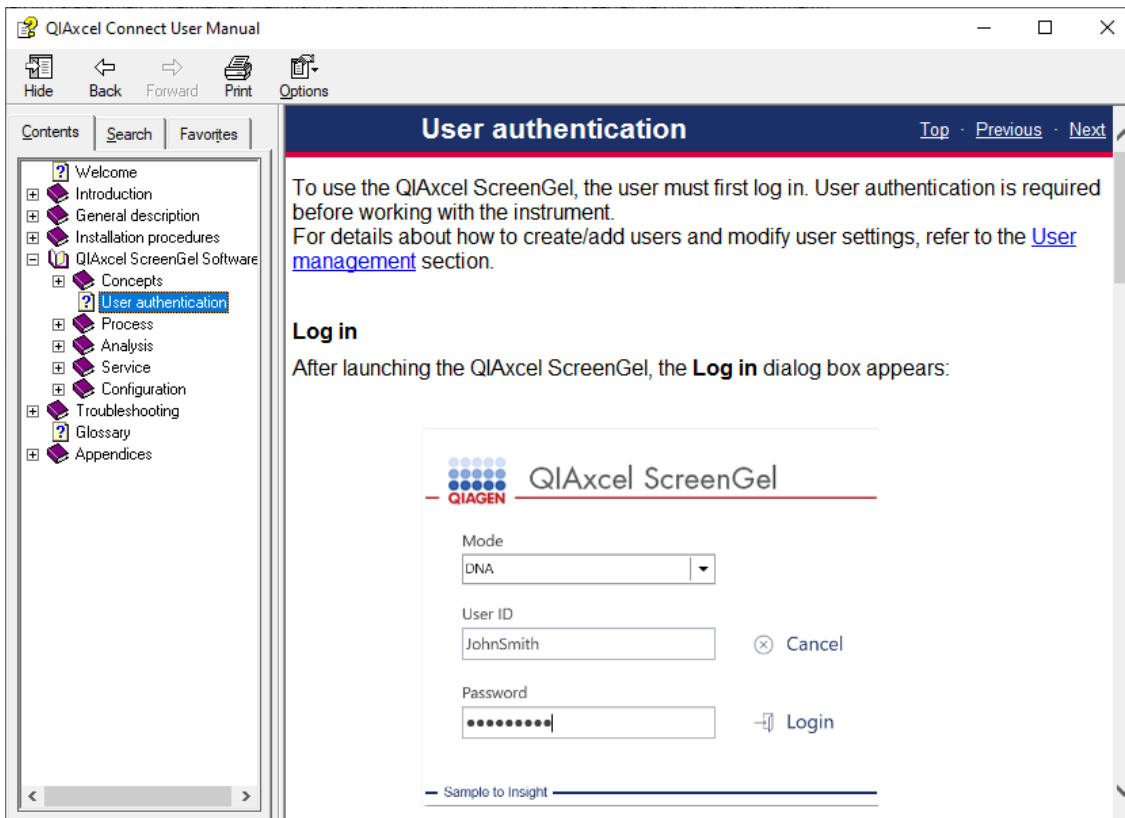 QIAxcel Connect User Manual
Hide Back Forward Print Options
Contents Search Favorites
Welcome
Introduction
General description
Installation procedures
QIAxcel ScreenGel Software
Concepts
User authentication
Process
Analysis
Service
Configuration
Troubleshooting
Glossary
Appendices
User authentication
Top · Previous · Next
To use the QIAxcel ScreenGel, the user must first log in. User authentication is required
before working with the instrument.
For details about how to create/add users and modify user settings, refer to the User
management section.
Log in
After launching the QIAxcel ScreenGel, the Log in dialog box appears:
QIAGEN
QIAxcel ScreenGel
Mode
DNA
User ID
JohnSmith
Cancel
Password
•••••••••
Login
Sample to Insight